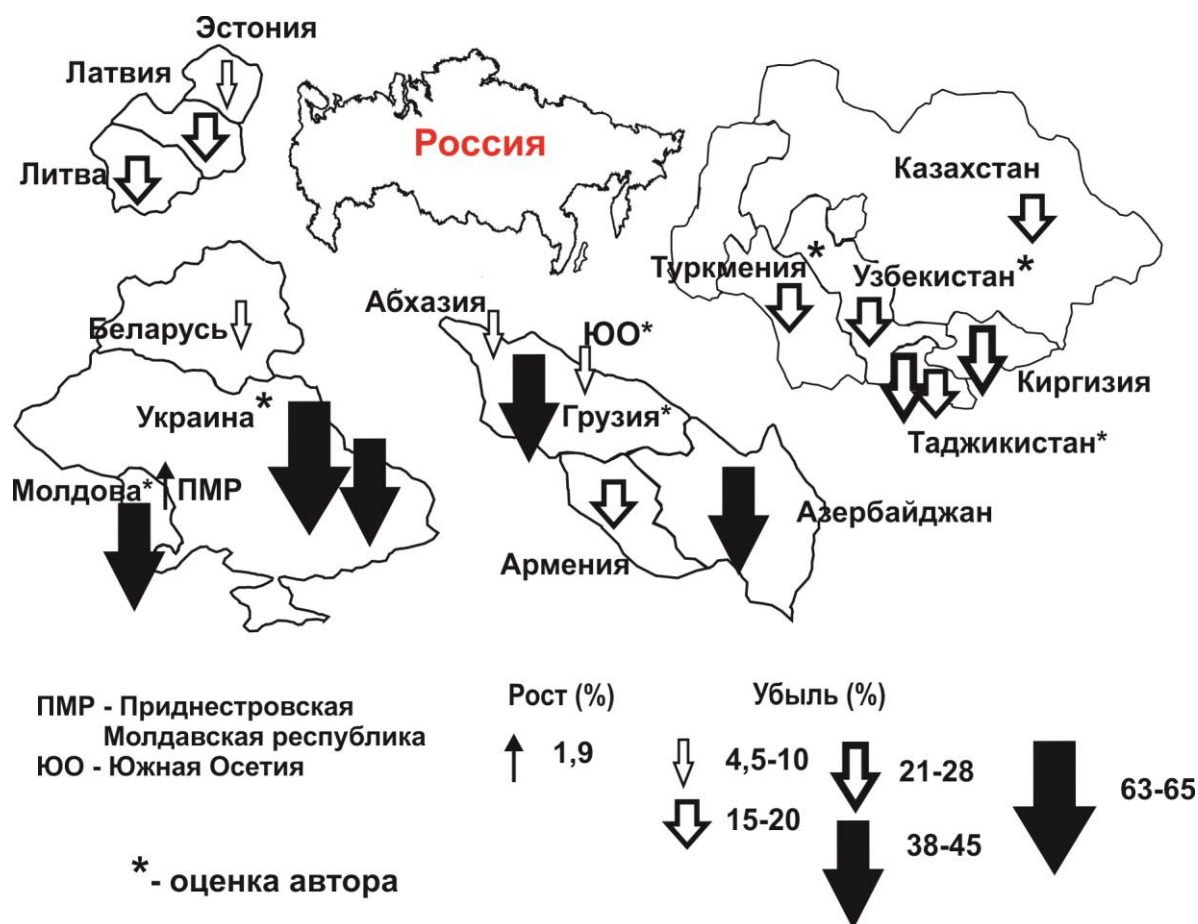 Эстония
Латвия
Литва
Россия
Казахстан
Туркмения*
Узбекистан*
Киргизия
Таджикистан*
Беларусь
Абхазия
ЮО*
Украина*
Грузия*
Молдова*
ПМР
Азербайджан
Армения
ПМР - Приднестровская
Молдавская республика
ЮО - Южная Осетия
Рост (%)
1,9
Убыль (%)
4,5-10
15-20
21-28
38-45
63-65
*- оценка автора